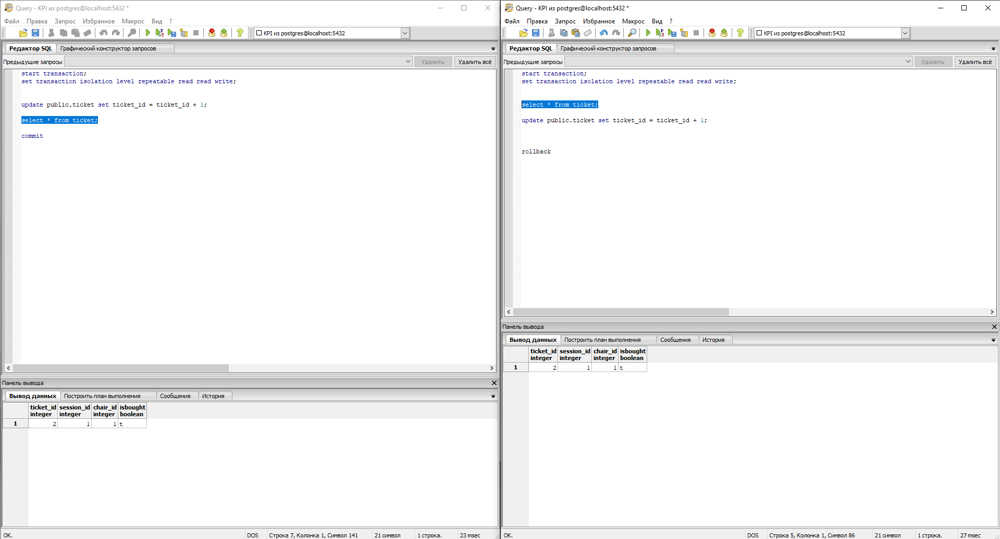 Query - KPI из postgres@localhost:5432 *
Файл Правка Запрос Избранное Макрос Вид ?
KPI из postgres@localhost:5432
Редактор SQL Графический конструктор запросов
Предыдущие запросы Удалить Удалить всё
start transaction;
set transaction isolation level repeatable read read write;
update public.ticket set ticket_id = ticket_id + 1;
select * from ticket;
commit
Панель вывода
Вывод данных Построить план выполнения Сообщения История
ticket_id session_id chair_id isbought
integer integer integer boolean
1 2 1 1 t
OK. DOS Строка 7, Колонка 1, Символ 141 21 символ 1 строка. 23 msec
Query - KPI из postgres@localhost:5432 *
Файл Правка Запрос Избранное Макрос Вид ?
KPI из postgres@localhost:5432
Редактор SQL Графический конструктор запросов
Предыдущие запросы Удалить Удалить всё
start transaction;
set transaction isolation level repeatable read read write;
select * from ticket;
update public.ticket set ticket_id = ticket_id + 1;
rollback
Панель вывода
Вывод данных Построить план выполнения Сообщения История
ticket_id session_id chair_id isbought
integer integer integer boolean
1 2 1 1 t
OK. DOS Строка 5, Колонка 1, Символ 86 21 символ 1 строка. 27 msec